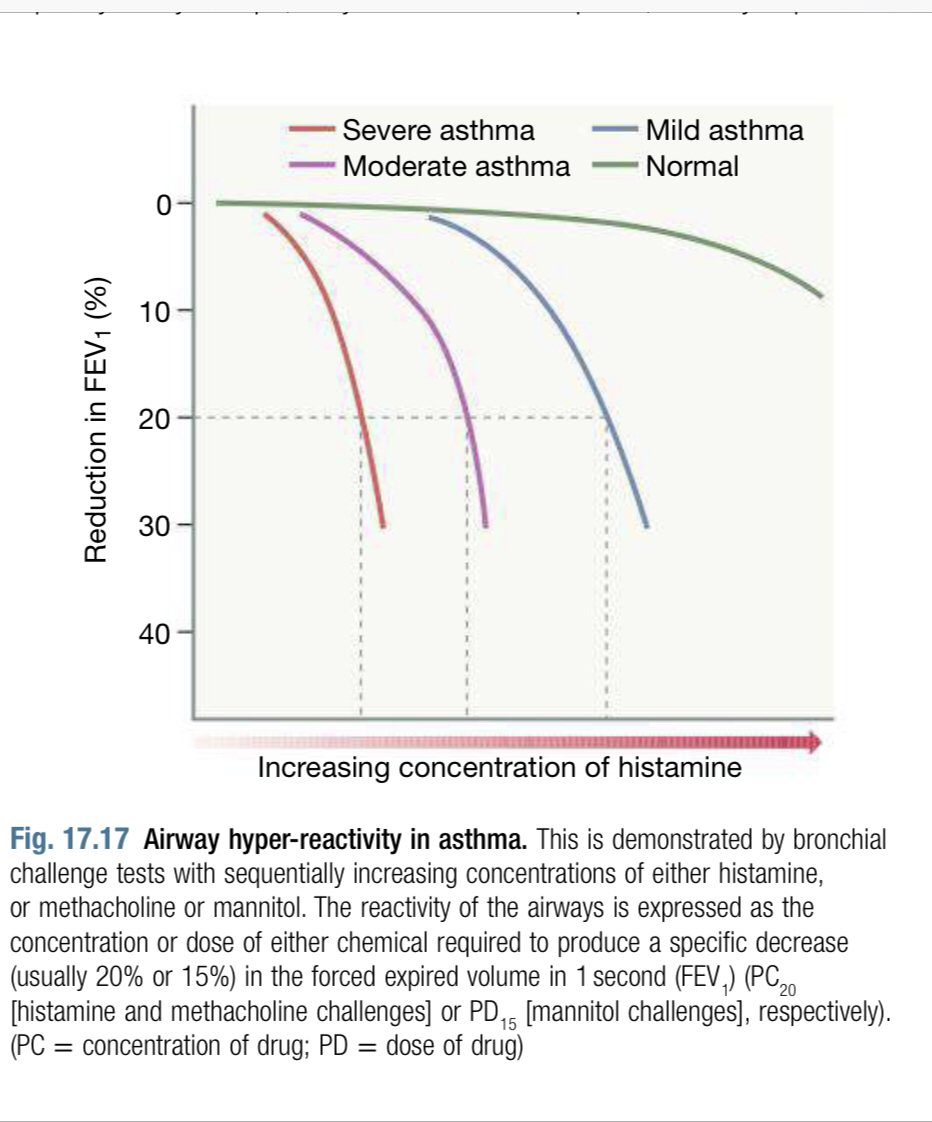 Severe asthma
Mild asthma
Moderate asthma
Normal
0
10
20
30
40
Reduction in FEV1 (%)
Increasing concentration of histamine
Fig. 17.17 Airway hyper-reactivity in asthma. This is demonstrated by bronchial
challenge tests with sequentially increasing concentrations of either histamine,
or methacholine or mannitol. The reactivity of the airways is expressed as the
concentration or dose of either chemical required to produce a specific decrease
(usually 20% or 15%) in the forced expired volume in 1 second (FEV1) (PC20
[histamine and methacholine challenges] or PD15 [mannitol challenges], respectively).
(PC = concentration of drug; PD = dose of drug)